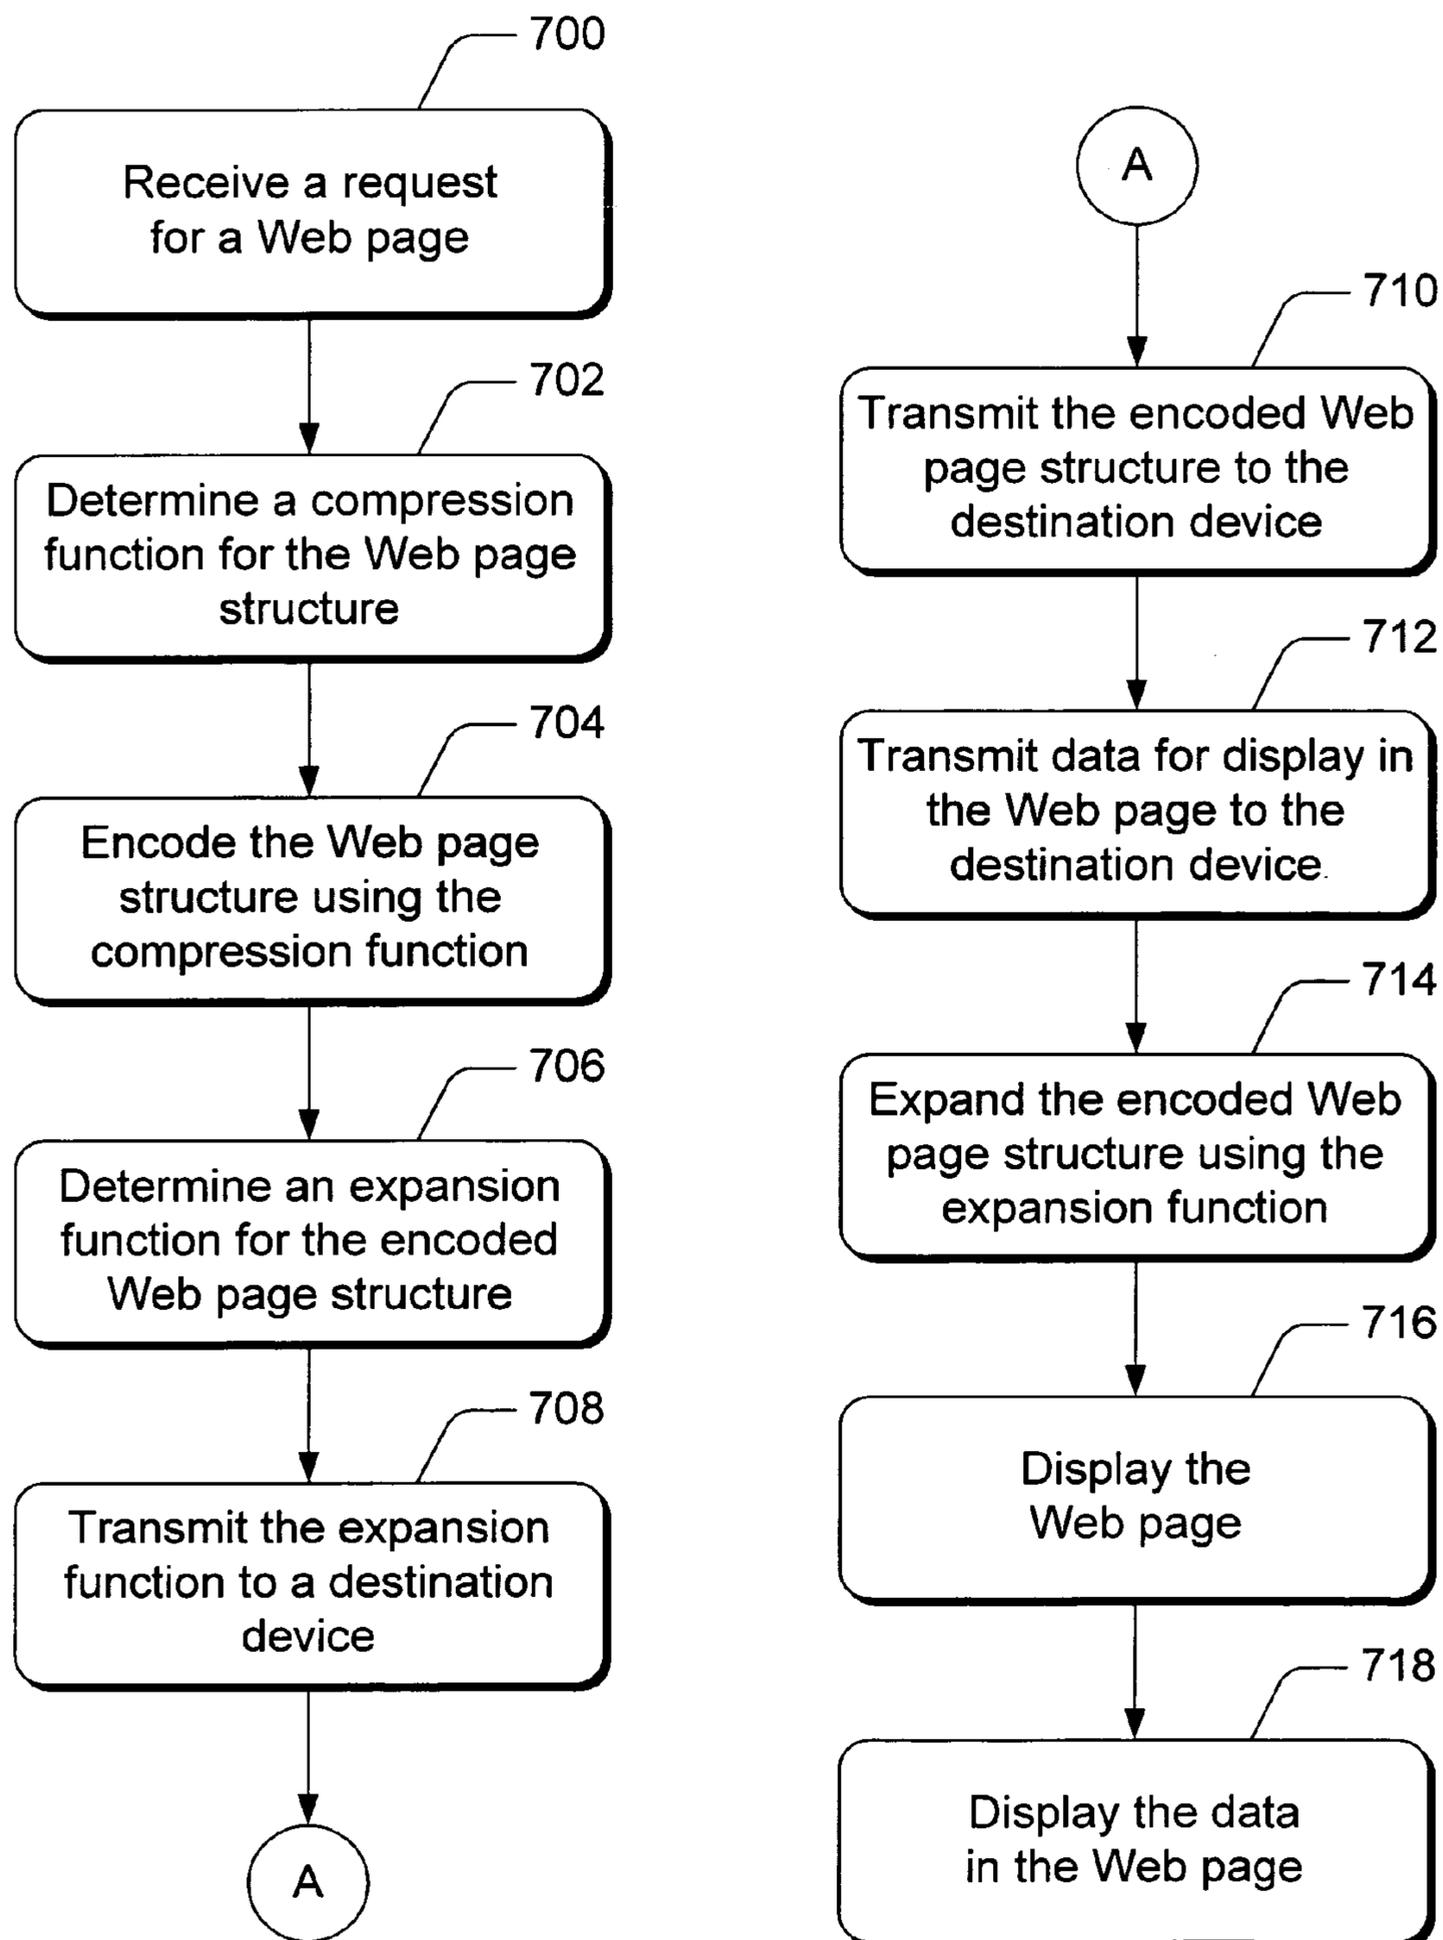 700
Receive a request
for a Web page
702
Determine a compression
function for the Web page
structure
704
Encode the Web page
structure using the
compression function
706
Determine an expansion
function for the encoded
Web page structure
708
Transmit the expansion
function to a destination
device
A
A
710
Transmit the encoded Web
page structure to the
destination device
712
Transmit data for display in
the Web page to the
destination device
714
Expand the encoded Web
page structure using the
expansion function
716
Display the
Web page
718
Display the data
in the Web page